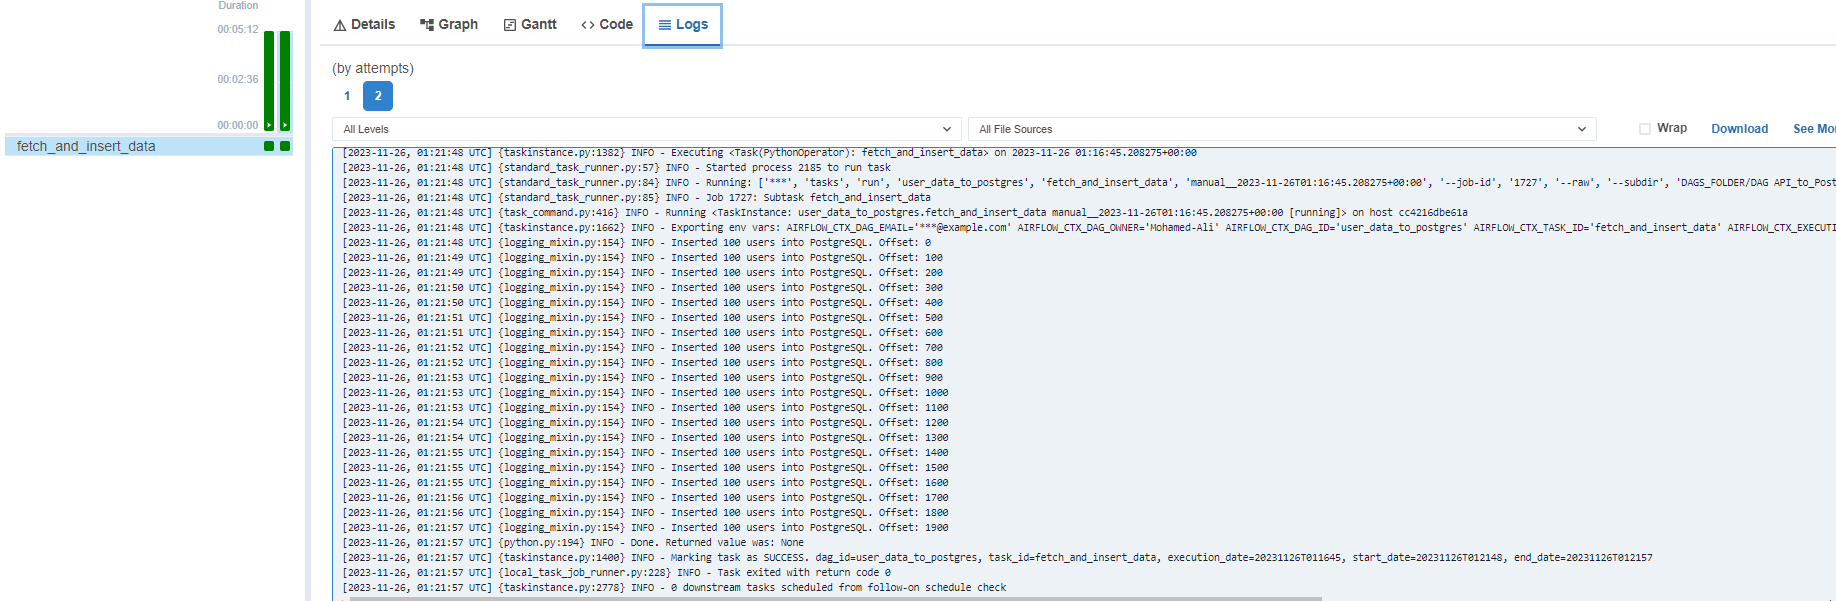 Duration
00:05:12
00:02:36
00:00:00
fetch_and_insert_data
Details
Graph
Gantt
Code
Logs
(by attempts)
1
2
All Levels
All File Sources
Wrap
Download
See Mor
[2023-11-26, 01:21:48 UTC] {taskinstance.py:1382} INFO - Executing <Task(PythonOperator): fetch_and_insert_data> on 2023-11-26 01:16:45.208275+00:00
[2023-11-26, 01:21:48 UTC] {standard_task_runner.py:57} INFO - Started process 2185 to run task
[2023-11-26, 01:21:48 UTC] {standard_task_runner.py:84} INFO - Running: ['***', 'tasks', 'run', 'user_data_to_postgres', 'fetch_and_insert_data', 'manual__2023-11-26T01:16:45.208275+00:00', '--job-id', '1727', '--raw', '--subdir', 'DAGS_FOLDER/DAG API_to_Post
[2023-11-26, 01:21:48 UTC] {standard_task_runner.py:85} INFO - Job 1727: Subtask fetch_and_insert_data
[2023-11-26, 01:21:48 UTC] {task_command.py:416} INFO - Running <TaskInstance: user_data_to_postgres.fetch_and_insert_data manual__2023-11-26T01:16:45.208275+00:00 [running]> on host cc4216dbe61a
[2023-11-26, 01:21:48 UTC] {taskinstance.py:1662} INFO - Exporting env vars: AIRFLOW_CTX_DAG_EMAIL='***@example.com' AIRFLOW_CTX_DAG_OWNER='Mohamed-Ali' AIRFLOW_CTX_DAG_ID='user_data_to_postgres' AIRFLOW_CTX_TASK_ID='fetch_and_insert_data' AIRFLOW_CTX_EXECUTI
[2023-11-26, 01:21:48 UTC] {logging_mixin.py:154} INFO - Inserted 100 users into PostgreSQL. Offset: 0
[2023-11-26, 01:21:49 UTC] {logging_mixin.py:154} INFO - Inserted 100 users into PostgreSQL. Offset: 100
[2023-11-26, 01:21:49 UTC] {logging_mixin.py:154} INFO - Inserted 100 users into PostgreSQL. Offset: 200
[2023-11-26, 01:21:50 UTC] {logging_mixin.py:154} INFO - Inserted 100 users into PostgreSQL. Offset: 300
[2023-11-26, 01:21:50 UTC] {logging_mixin.py:154} INFO - Inserted 100 users into PostgreSQL. Offset: 400
[2023-11-26, 01:21:51 UTC] {logging_mixin.py:154} INFO - Inserted 100 users into PostgreSQL. Offset: 500
[2023-11-26, 01:21:51 UTC] {logging_mixin.py:154} INFO - Inserted 100 users into PostgreSQL. Offset: 600
[2023-11-26, 01:21:52 UTC] {logging_mixin.py:154} INFO - Inserted 100 users into PostgreSQL. Offset: 700
[2023-11-26, 01:21:52 UTC] {logging_mixin.py:154} INFO - Inserted 100 users into PostgreSQL. Offset: 800
[2023-11-26, 01:21:53 UTC] {logging_mixin.py:154} INFO - Inserted 100 users into PostgreSQL. Offset: 900
[2023-11-26, 01:21:53 UTC] {logging_mixin.py:154} INFO - Inserted 100 users into PostgreSQL. Offset: 1000
[2023-11-26, 01:21:53 UTC] {logging_mixin.py:154} INFO - Inserted 100 users into PostgreSQL. Offset: 1100
[2023-11-26, 01:21:54 UTC] {logging_mixin.py:154} INFO - Inserted 100 users into PostgreSQL. Offset: 1200
[2023-11-26, 01:21:54 UTC] {logging_mixin.py:154} INFO - Inserted 100 users into PostgreSQL. Offset: 1300
[2023-11-26, 01:21:55 UTC] {logging_mixin.py:154} INFO - Inserted 100 users into PostgreSQL. Offset: 1400
[2023-11-26, 01:21:55 UTC] {logging_mixin.py:154} INFO - Inserted 100 users into PostgreSQL. Offset: 1500
[2023-11-26, 01:21:55 UTC] {logging_mixin.py:154} INFO - Inserted 100 users into PostgreSQL. Offset: 1600
[2023-11-26, 01:21:56 UTC] {logging_mixin.py:154} INFO - Inserted 100 users into PostgreSQL. Offset: 1700
[2023-11-26, 01:21:56 UTC] {logging_mixin.py:154} INFO - Inserted 100 users into PostgreSQL. Offset: 1800
[2023-11-26, 01:21:57 UTC] {logging_mixin.py:154} INFO - Inserted 100 users into PostgreSQL. Offset: 1900
[2023-11-26, 01:21:57 UTC] {python.py:194} INFO - Done. Returned value was: None
[2023-11-26, 01:21:57 UTC] {taskinstance.py:1400} INFO - Marking task as SUCCESS. dag_id=user_data_to_postgres, task_id=fetch_and_insert_data, execution_date=20231126T011645, start_date=20231126T012148, end_date=20231126T012157
[2023-11-26, 01:21:57 UTC] {local_task_job_runner.py:228} INFO - Task exited with return code 0
[2023-11-26, 01:21:57 UTC] {taskinstance.py:2778} INFO - 0 downstream tasks scheduled from follow-on schedule check